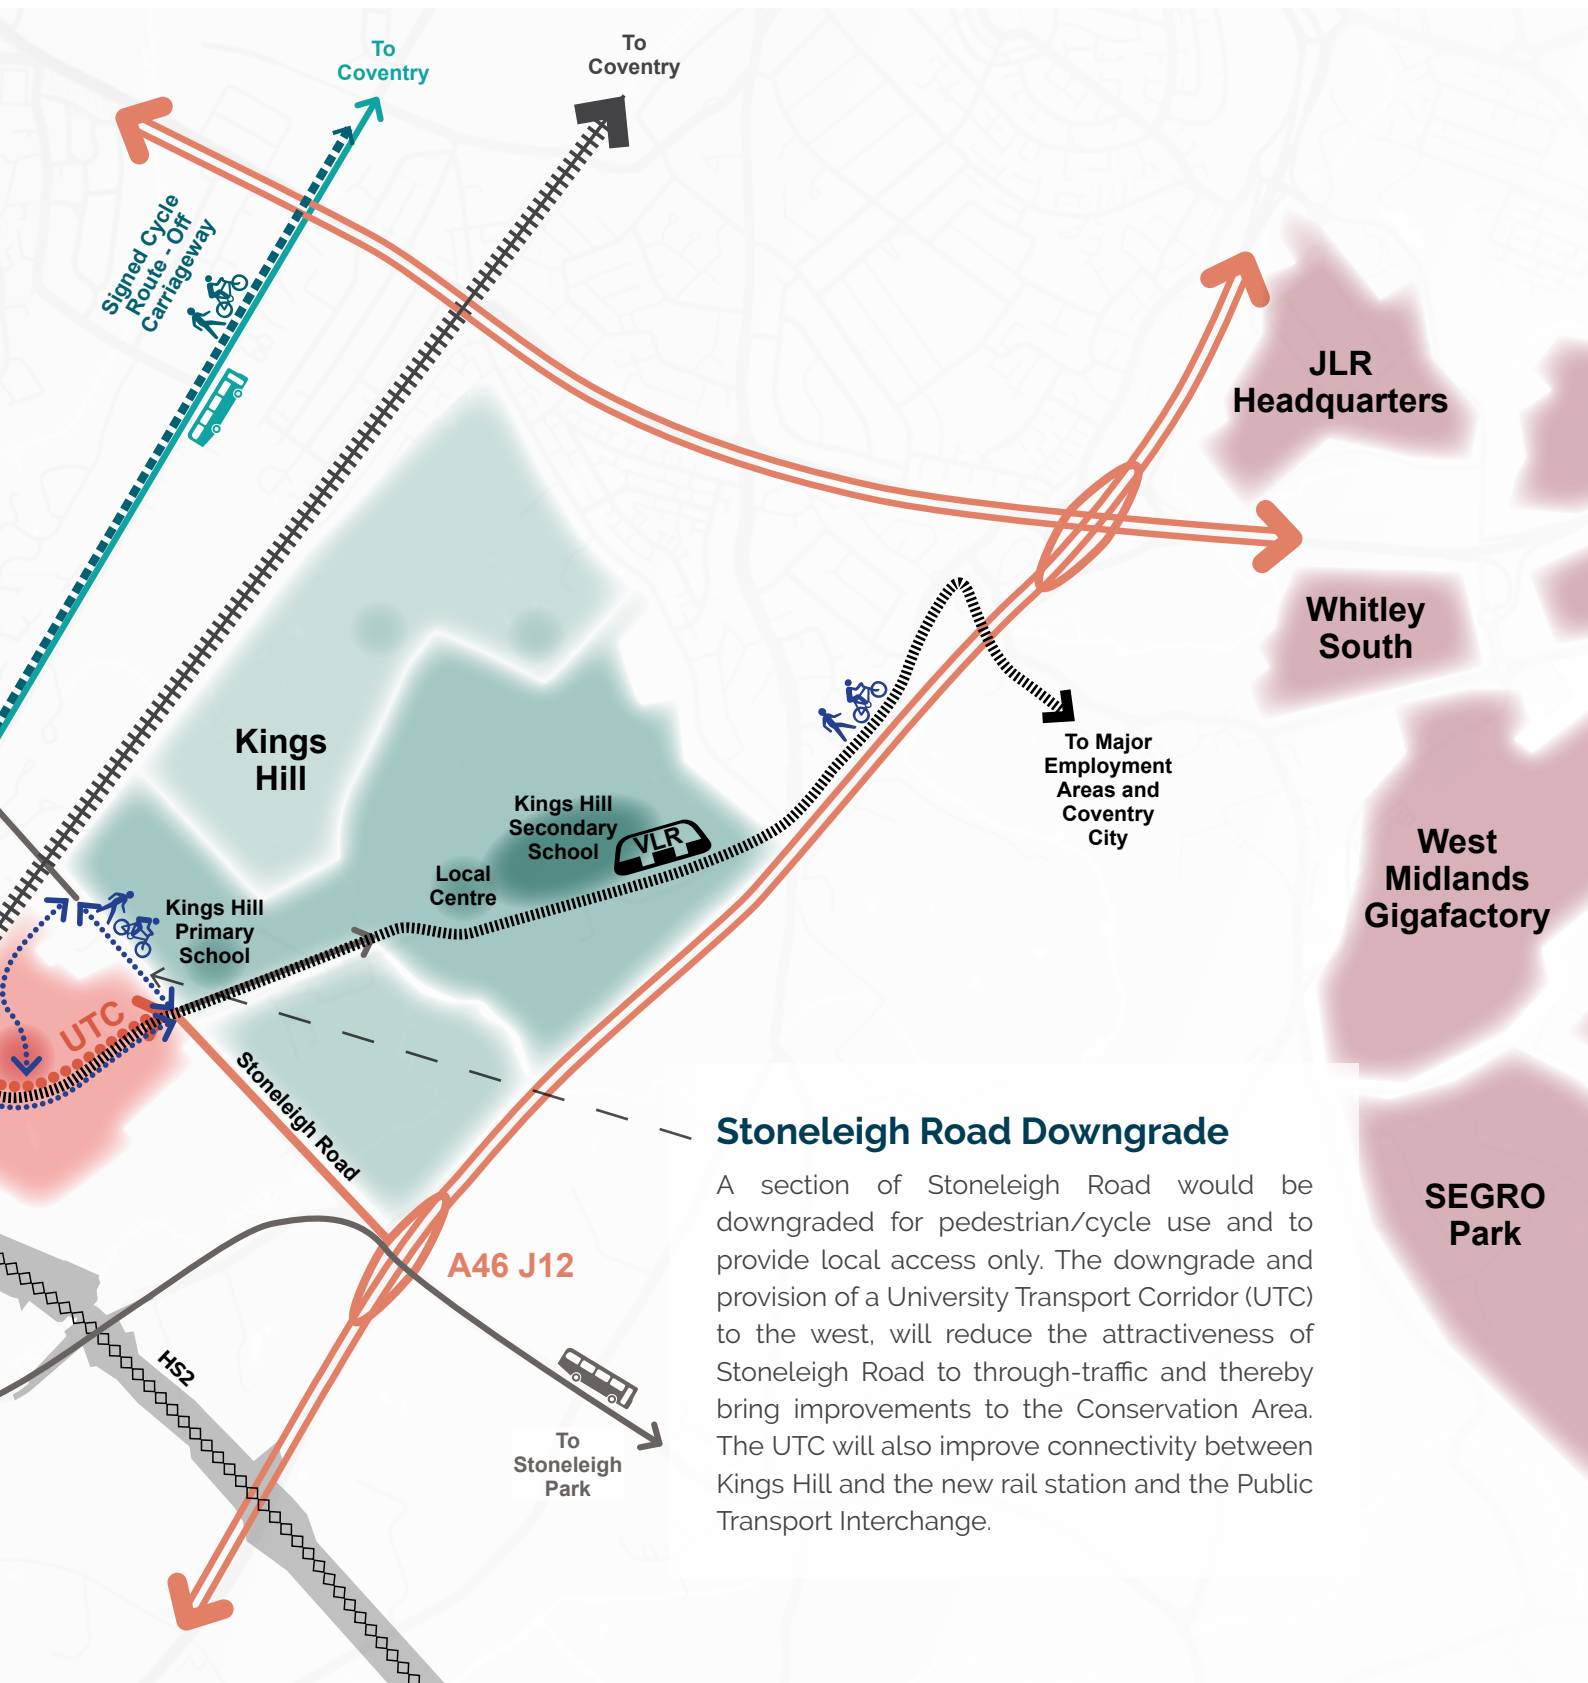 To
Coventry
To
Coventry
Signed Cycle
Route - Off
Carriageway
JLR
Headquarters
Whitley
South
Kings
Hill
To Major
Employment
Areas and
Coventry
City
Kings Hill
Secondary
School
VLR
Local
Centre
West
Midlands
Gigafactory
Kings Hill
Primary
School
UTC
Stoneleigh Road
SEGRO
Park
A46 J12
HS2
To
Stoneleigh
Park
Stoneleigh Road Downgrade
A section of Stoneleigh Road would be
downgraded for pedestrian/cycle use and to
provide local access only. The downgrade and
provision of a University Transport Corridor (UTC)
to the west, will reduce the attractiveness of
Stoneleigh Road to through-traffic and thereby
bring improvements to the Conservation Area.
The UTC will also improve connectivity between
Kings Hill and the new rail station and the Public
Transport Interchange.